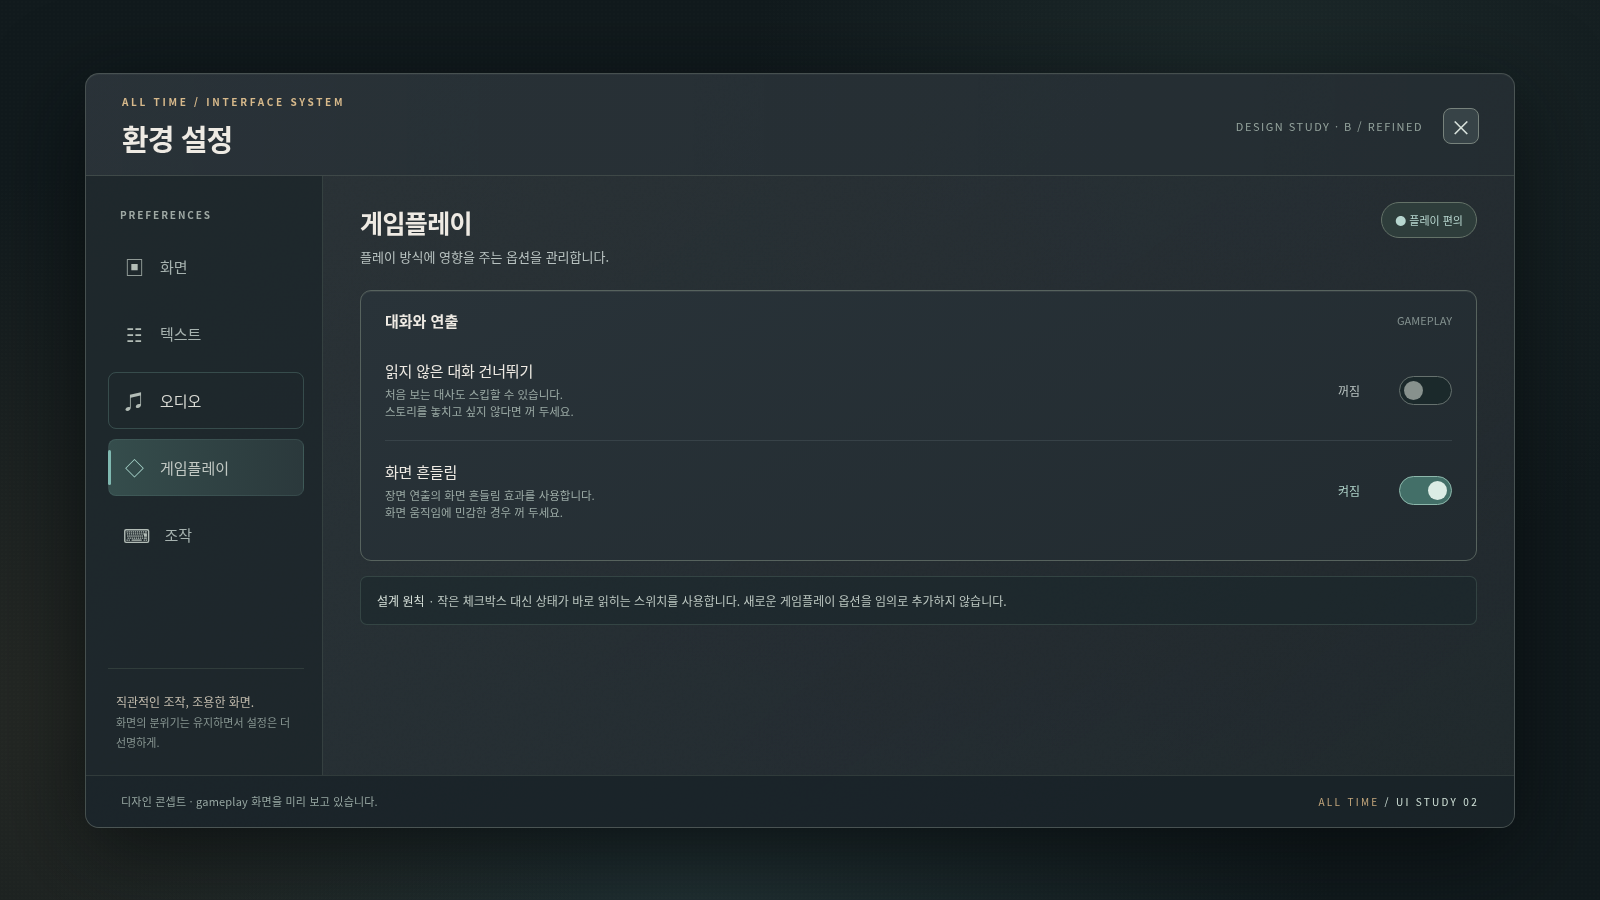 ALL TIME / INTERFACE SYSTEM
환경 설정
DESIGN STUDY · B / REFINED
PREFERENCES
화면
텍스트
오디오
게임플레이
조작
직관적인 조작, 조용한 화면.
화면의 분위기는 유지하면서 설정은 더
선명하게.
게임플레이
플레이 방식에 영향을 주는 옵션을 관리합니다.
플레이 편의
대화와 연출
GAMEPLAY
읽지 않은 대화 건너뛰기
처음 보는 대사도 스킵할 수 있습니다.
스토리를 놓치고 싶지 않다면 꺼 두세요.
꺼짐
화면 흔들림
장면 연출의 화면 흔들림 효과를 사용합니다.
화면 움직임에 민감한 경우 꺼 두세요.
켜짐
설계 원칙 · 작은 체크박스 대신 상태가 바로 읽히는 스위치를 사용합니다. 새로운 게임플레이 옵션을 임의로 추가하지 않습니다.
디자인 콘셉트 · gameplay 화면을 미리 보고 있습니다.
ALL TIME / UI STUDY 02